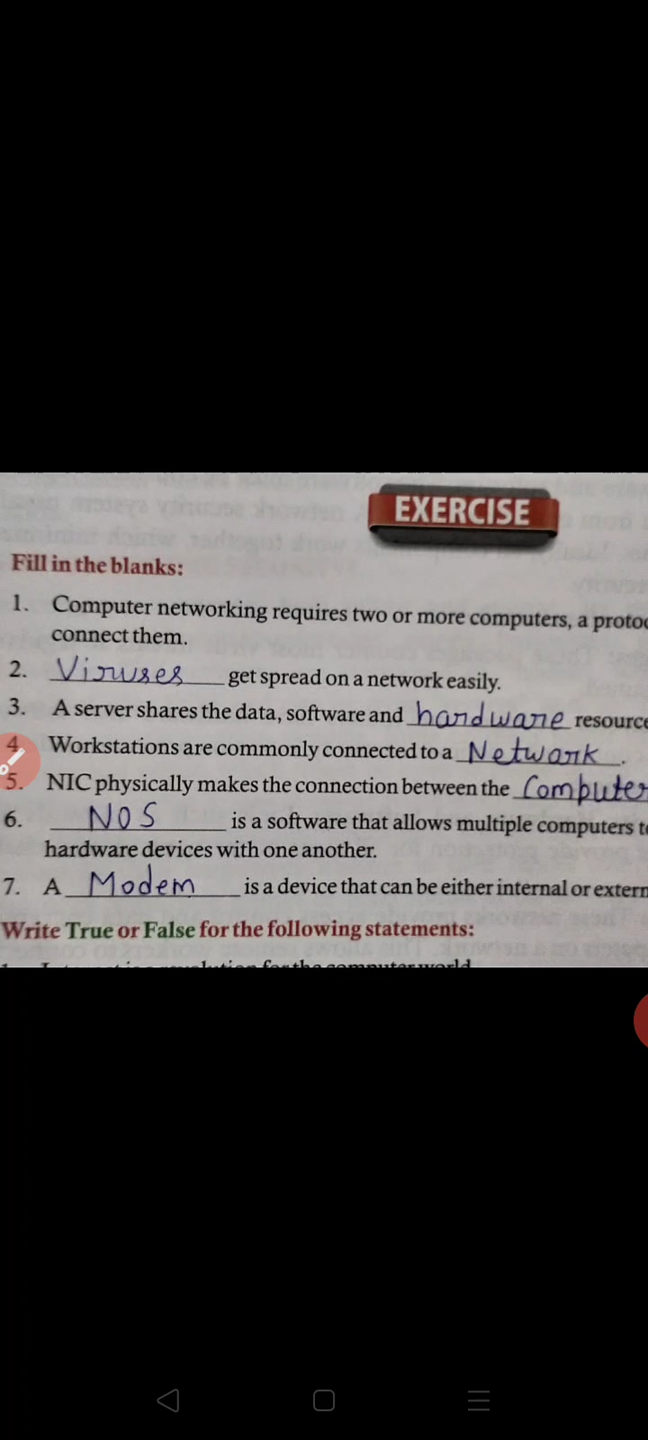 EXERCISE
Fill in the blanks:
1. Computer networking requires two or more computers, a
connect them.
2. Viruses get spread on a network easily.
3. A server shares the data, software and hardware
4. Workstations are commonly connected to a Network.
5. NIC physically makes the connection between the Computer
6. NOS is a software that allows multiple computers
hardware devices with one another.
7. A Modem is a device that can be either internal or
Write True or False for the following statements:
for the computer world